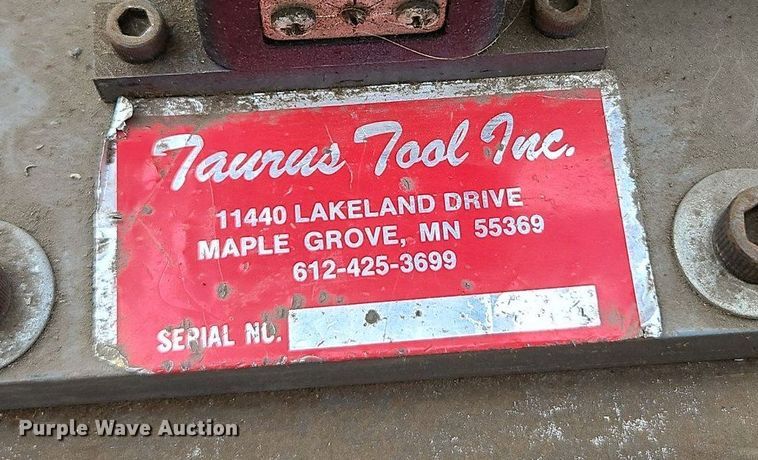 Taurus Tool Inc.
11440 LAKELAND DRIVE
MAPLE GROVE, MN 55369
612-425-3699
SERIAL NO.
Purple Wave Auction